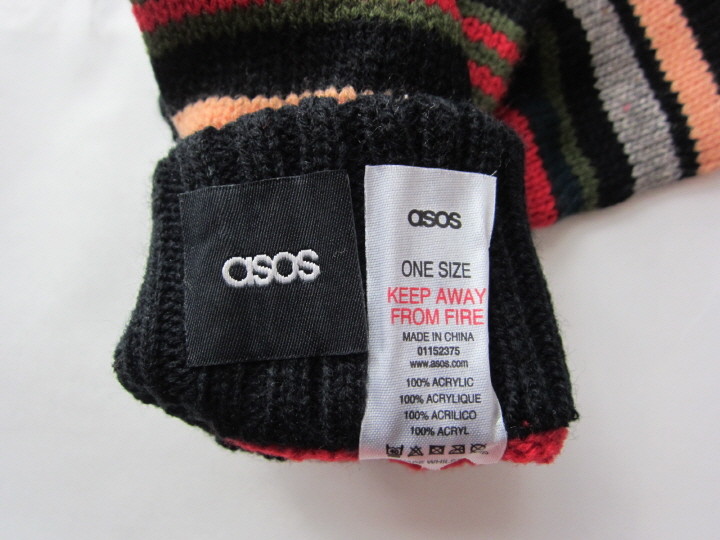 asos
asos
ONE SIZE
KEEP AWAY
FROM FIRE
MADE IN CHINA
01152375
www.asos.com
100% ACRYLIC
100% ACRYLIQUE
100% ACRILICO
100% ACRYL